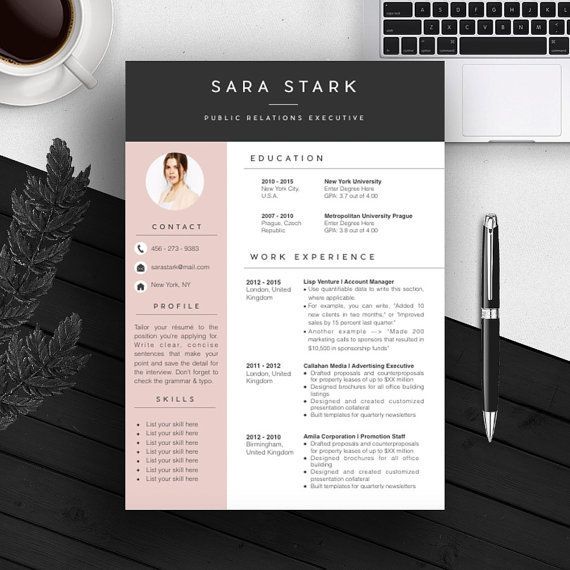 SARA STARK
PUBLIC RELATIONS EXECUTIVE
CONTACT
456 - 273 - 9383
sarastark@mail.com
New York, NY
PROFILE
Tailor your résumé to the
position you're applying for.
Write clear, concise
sentences that make your
point and save the detail for
the interview. Don't forget to
check the grammar & typo.
SKILLS
List your skill here
List your skill here
List your skill here
List your skill here
List your skill here
List your skill here
EDUCATION
2010 - 2015
New York City,
U.S.A.
New York University
Enter Degree Here
GPA: 3.7 out of 4.00
2007 - 2010
Prague, Czech
Republic
Metropolitan University Prague
Enter Degree Here
GPA: 3.8 out of 4.00
WORK EXPERIENCE
2012 - 2015
London, United
Kingdom
Lisp Venture I Account Manager
• Use quantifiable data to write this section,
where applicable.
• For example, you can write, "Added 10
new clients in two months," or "Improved
sales by 15 percent last quarter."
• Another example —> "Made 200
marketing calls to sponsors that resulted in
$10,500 in sponsorship funds"
2011 - 2012
London, United
Kingdom
Callahan Media I Advertising Executive
• Drafted proposals and counterproposals
for property leases of up to $XX million
• Designed brochures for all office building
listings
• Designed and created customized
presentation collateral
• Built templates for quarterly newsletters
2012 - 2010
Birmingham,
United Kingdom
Amila Corporation I Promotion Staff
• Drafted proposals and counterproposals
for property leases of up to $XX million
• Designed brochures for all office
building
• Designed and created customized
presentation collateral
• Built templates for quarterly newsletters